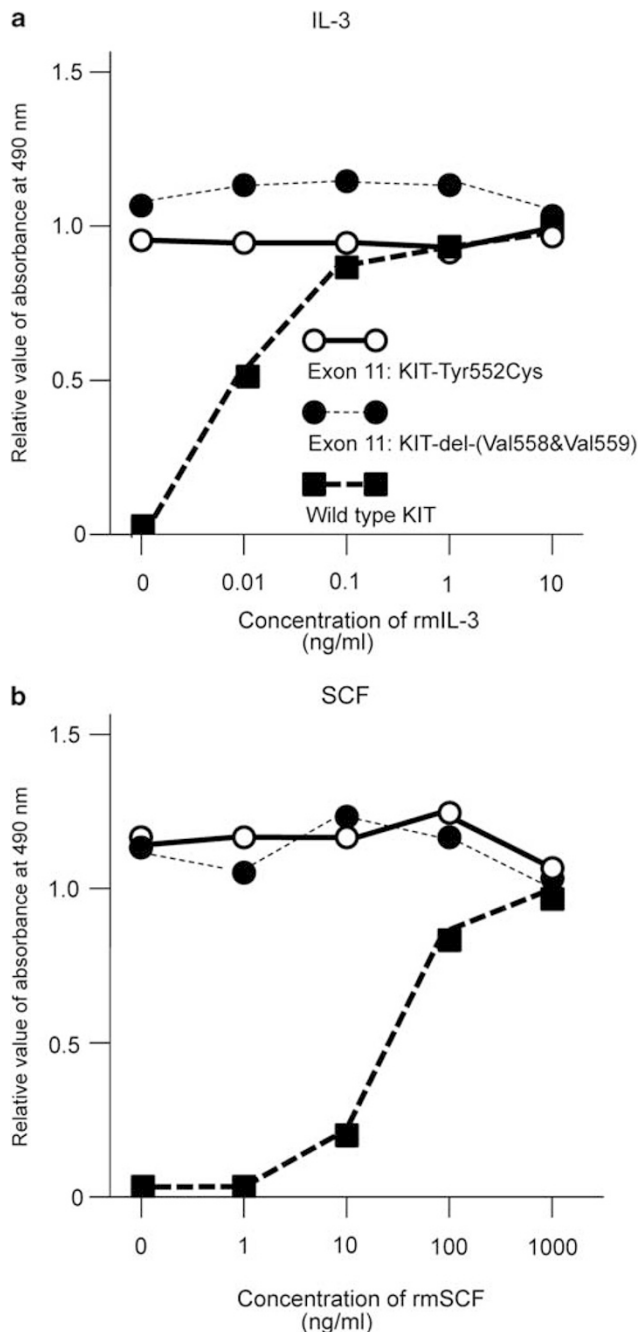 a
IL-3
1.5
1.0
0.5
0
Relative value of absorbance at 490 nm
Exon 11: KIT-Tyr552Cys
Exon 11: KIT-del-(Val558&Val559)
Wild type KIT
0 0.01 0.1 1 10
Concentration of rmIL-3
(ng/ml)
b
SCF
1.5
1.0
0.5
0
Relative value of absorbance at 490 nm
0 1 10 100 1000
Concentration of rmSCF
(ng/ml)